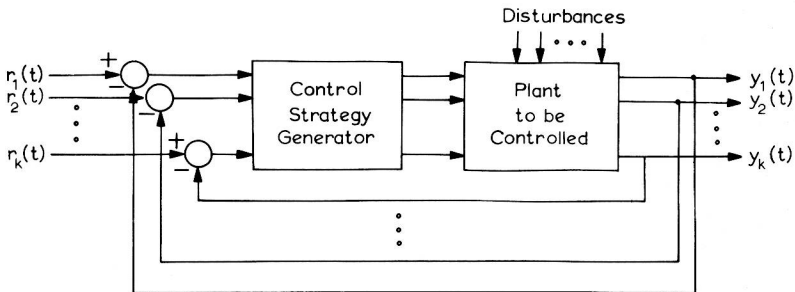 Disturbances
r₁(t)
+
−
r₂(t)
−
rₖ(t)
+
−
Control
Strategy
Generator
Plant
to be
Controlled
y₁(t)
y₂(t)
yₖ(t)